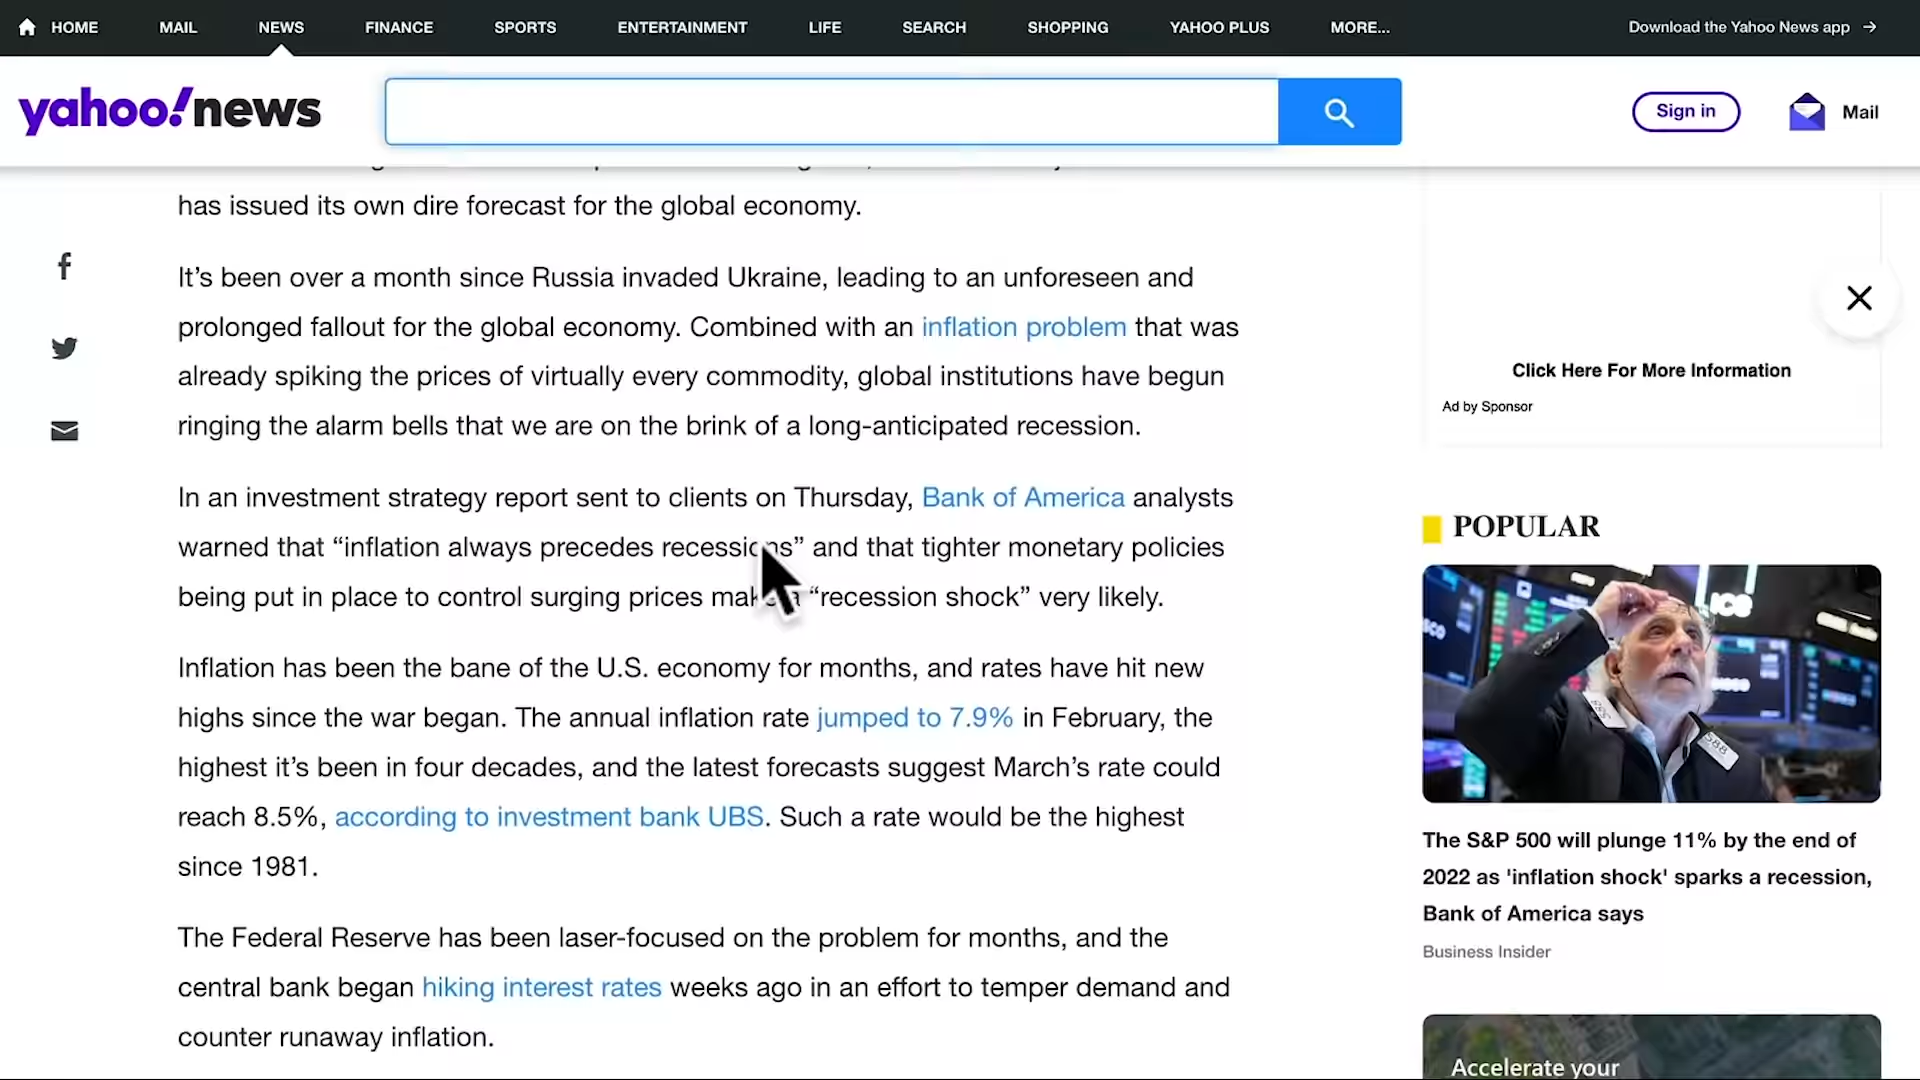 HOME MAIL NEWS FINANCE SPORTS ENTERTAINMENT LIFE SEARCH SHOPPING YAHOO PLUS MORE... Download the Yahoo News app →
yahoo!news
Sign in
Mail
has issued its own dire forecast for the global economy.
It’s been over a month since Russia invaded Ukraine, leading to an unforeseen and
prolonged fallout for the global economy. Combined with an inflation problem that was
already spiking the prices of virtually every commodity, global institutions have begun
ringing the alarm bells that we are on the brink of a long-anticipated recession.
In an investment strategy report sent to clients on Thursday, Bank of America analysts
warned that “inflation always precedes recessions” and that tighter monetary policies
being put in place to control surging prices make a “recession shock” very likely.
Inflation has been the bane of the U.S. economy for months, and rates have hit new
highs since the war began. The annual inflation rate jumped to 7.9% in February, the
highest it’s been in four decades, and the latest forecasts suggest March’s rate could
reach 8.5%, according to investment bank UBS. Such a rate would be the highest
since 1981.
The Federal Reserve has been laser-focused on the problem for months, and the
central bank began hiking interest rates weeks ago in an effort to temper demand and
counter runaway inflation.
Click Here For More Information
Ad by Sponsor
POPULAR
ice
The S&P 500 will plunge 11% by the end of
2022 as 'inflation shock' sparks a recession,
Bank of America says
Business Insider
Accelerate your